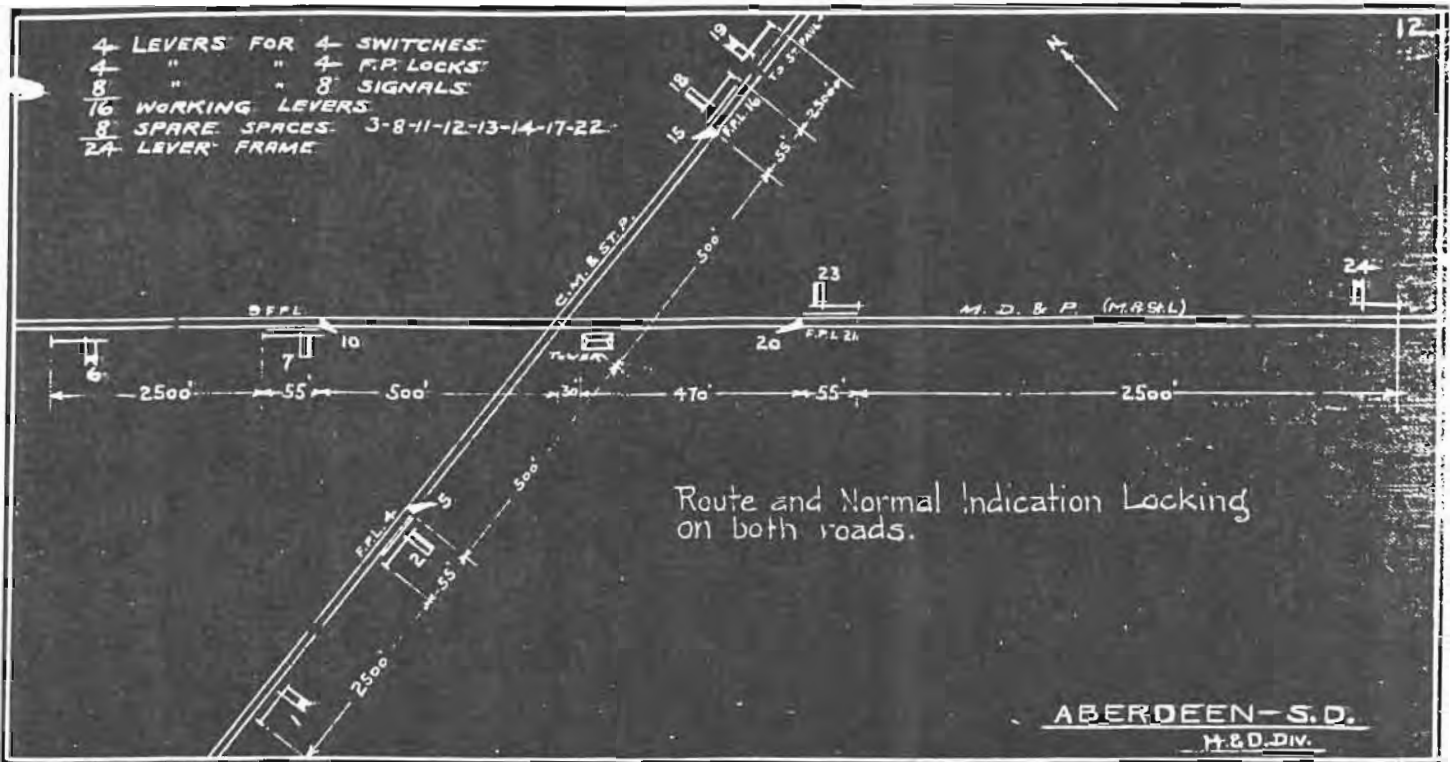 12
4 LEVERS FOR 4 SWITCHES
4 " " 4 F.P. LOCKS
8 " " 8 SIGNALS
16 WORKING LEVERS
8 SPARE SPACES 3-8-11-12-13-14-17-22
24 LEVER FRAME
N
19
TO ST PAUL
18
15
F.P.L 16
2500'
55'
500'
C.M. & ST. P.
23
24
9 F.P.L.
M. D. & P. (M.&St.L)
10
7
6
TOWER
20
F.P.L 21
2500'
55'
500'
30'
470'
55'
2500'
5
500'
F.P.L. 4
2
55'
1
2500'
Route and Normal Indication Locking
on both roads.
ABERDEEN-S.D.
H.& D. DIV.